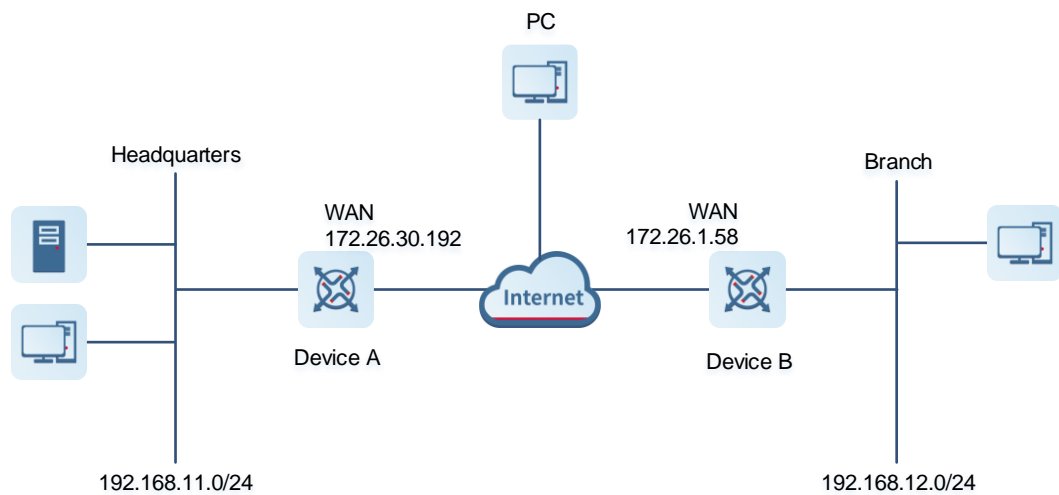 PC
Headquarters
Branch
WAN
172.26.30.192
WAN
172.26.1.58
Internet
Device A
Device B
192.168.11.0/24
192.168.12.0/24